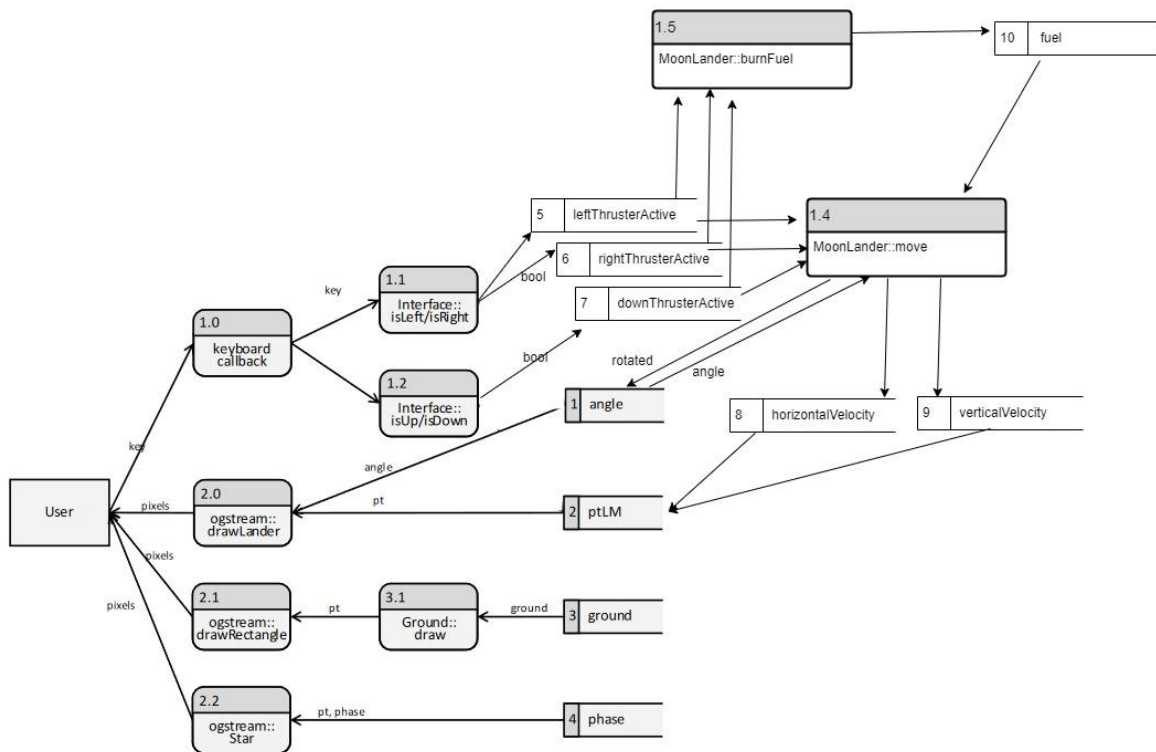 1.5
MoonLander::burnFuel
10 fuel
5 leftThrusterActive
1.4
MoonLander::move
6 rightThrusterActive
bool
7 downThrusterActive
key
1.1
Interface::
isLeft/isRight
1.0
keyboard
callback
bool
rotated
angle
1.2
Interface::
isUp/isDown
1 angle
8 horizontalVelocity
9 verticalVelocity
key
angle
User
pixels
2.0
ogstream::
drawLander
pt
2 ptLM
pixels
pixels
2.1
ogstream::
drawRectangle
pt
3.1
Ground::
draw
ground
3 ground
2.2
ogstream::
Star
pt, phase
4 phase